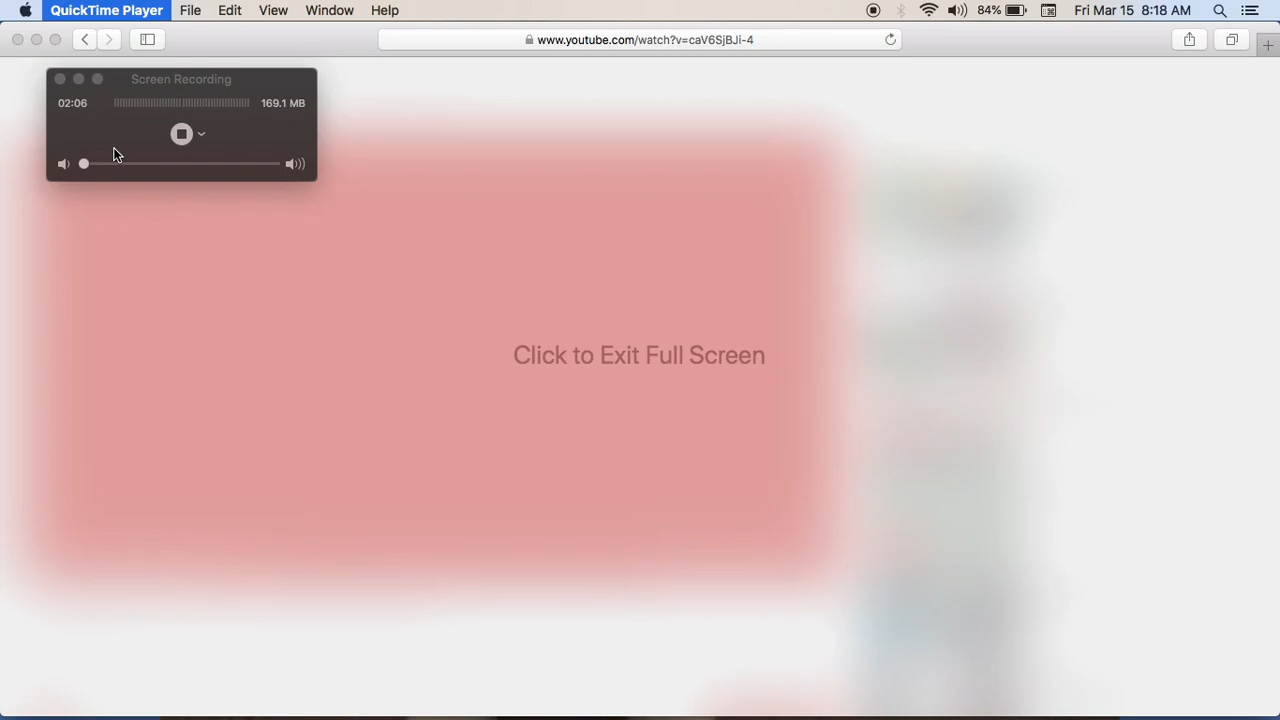 QuickTime Player File Edit View Window Help 84% Fri Mar 15 8:18 AM
www.youtube.com/watch?v=caV6SjBJi-4
Screen Recording
02:06 169.1 MB
Click to Exit Full Screen